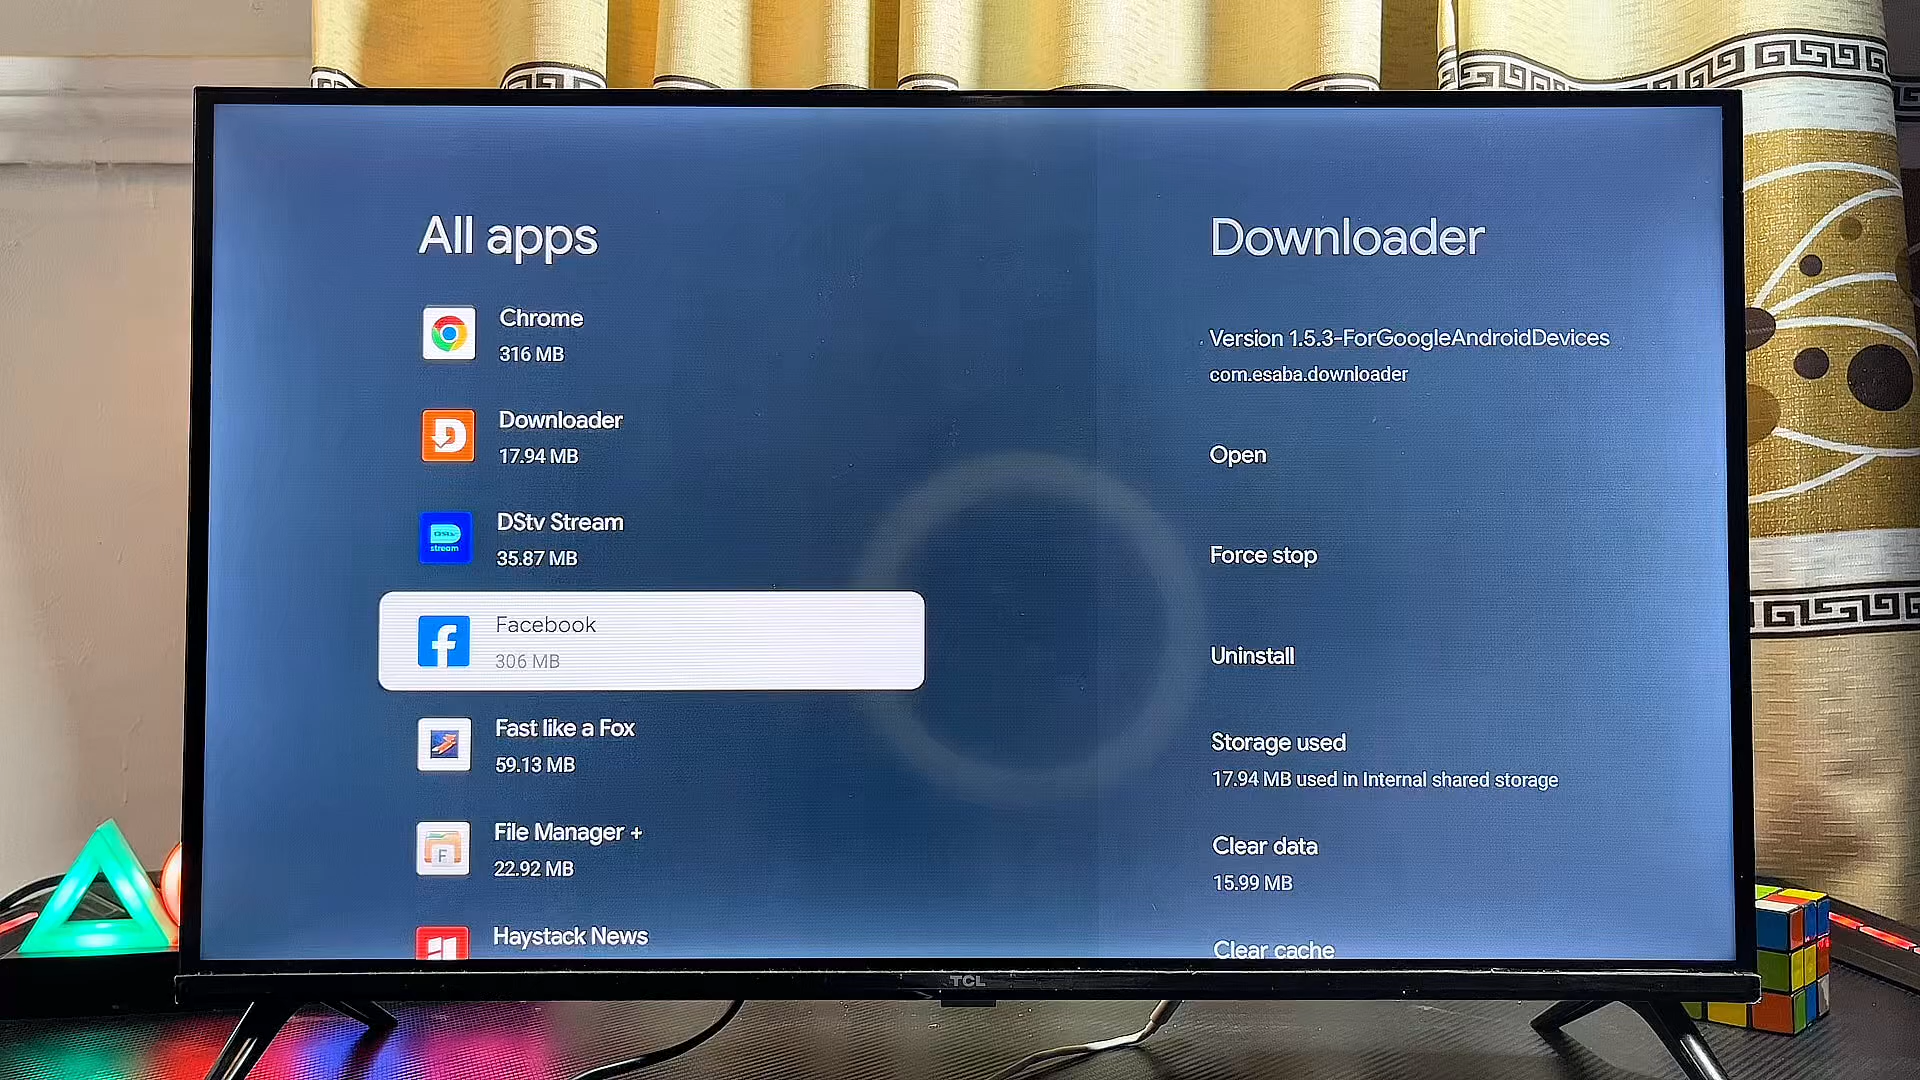 All apps
Chrome
316 MB
Downloader
17.94 MB
DStv Stream
35.87 MB
Facebook
306 MB
Fast like a Fox
59.13 MB
File Manager +
22.92 MB
Haystack News
Downloader
Version 1.5.3-ForGoogleAndroidDevices
com.esaba.downloader
Open
Force stop
Uninstall
Storage used
17.94 MB used in Internal shared storage
Clear data
15.99 MB
Clear cache
DStv
stream
F
TCL